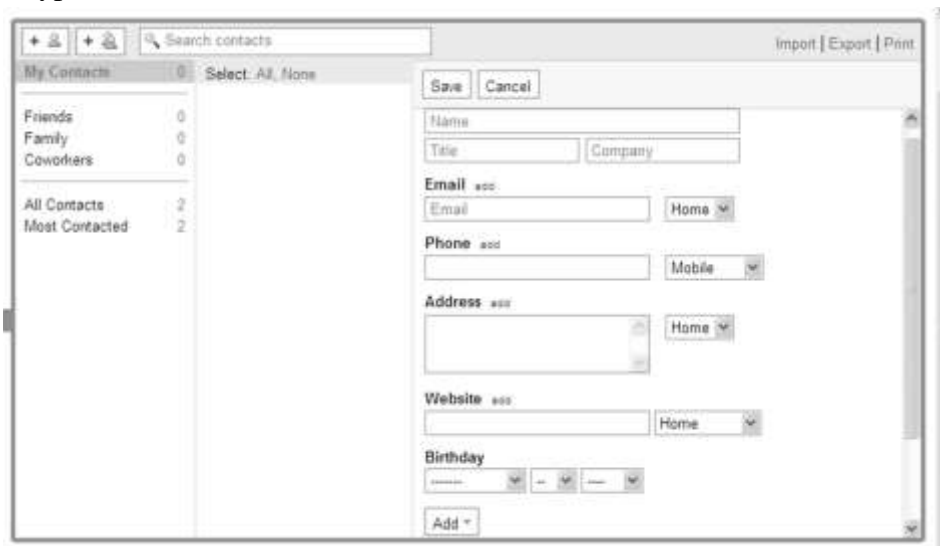 Search contacts
Import | Export | Print
My Contacts 0
Select: All, None
Save Cancel
Friends 0
Family 0
Coworkers 0
All Contacts 2
Most Contacted 2
Name
Title Company
Email add
Email Home
Phone add
Mobile
Address add
Home
Website add
Home
Birthday
------- -- ----
Add